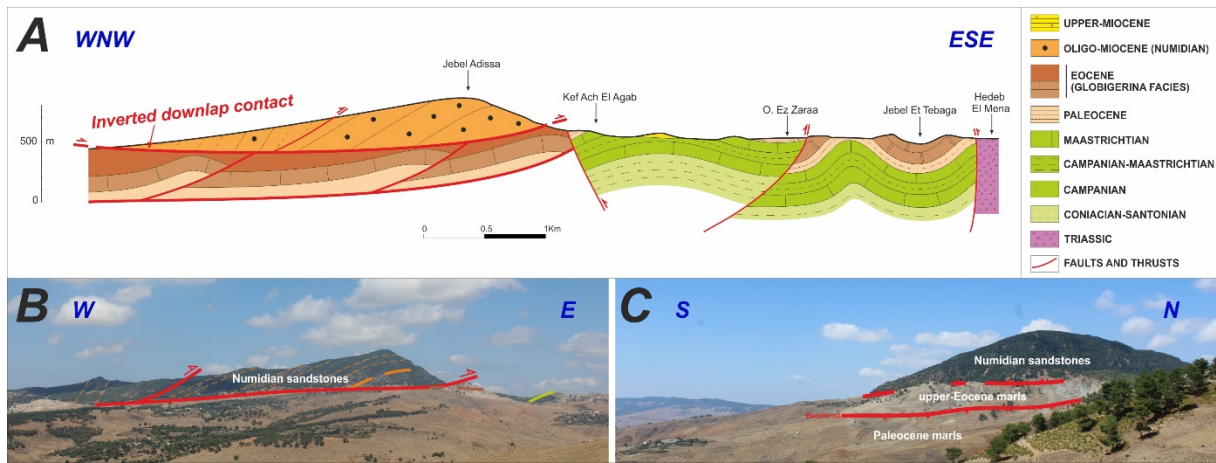 A
WNW
ESE
Jebel Adissa
Kef Ach El Agab
O. Ez Zaraa
Jebel Et Tebaga
Hedeb
El Mena
Inverted downlap contact
500
m
0
0
0.5
1Km
UPPER-MIOCENE
OLIGO-MIOCENE (NUMIDIAN)
EOCENE
(GLOBIGERINA FACIES)
PALEOCENE
MAASTRICHTIAN
CAMPANIAN-MAASTRICHTIAN
CAMPANIAN
CONIACIAN-SANTONIAN
TRIASSIC
FAULTS AND THRUSTS
B
W
E
Numidian sandstones
C
S
N
Numidian sandstones
upper-Eocene marls
Paleocene marls